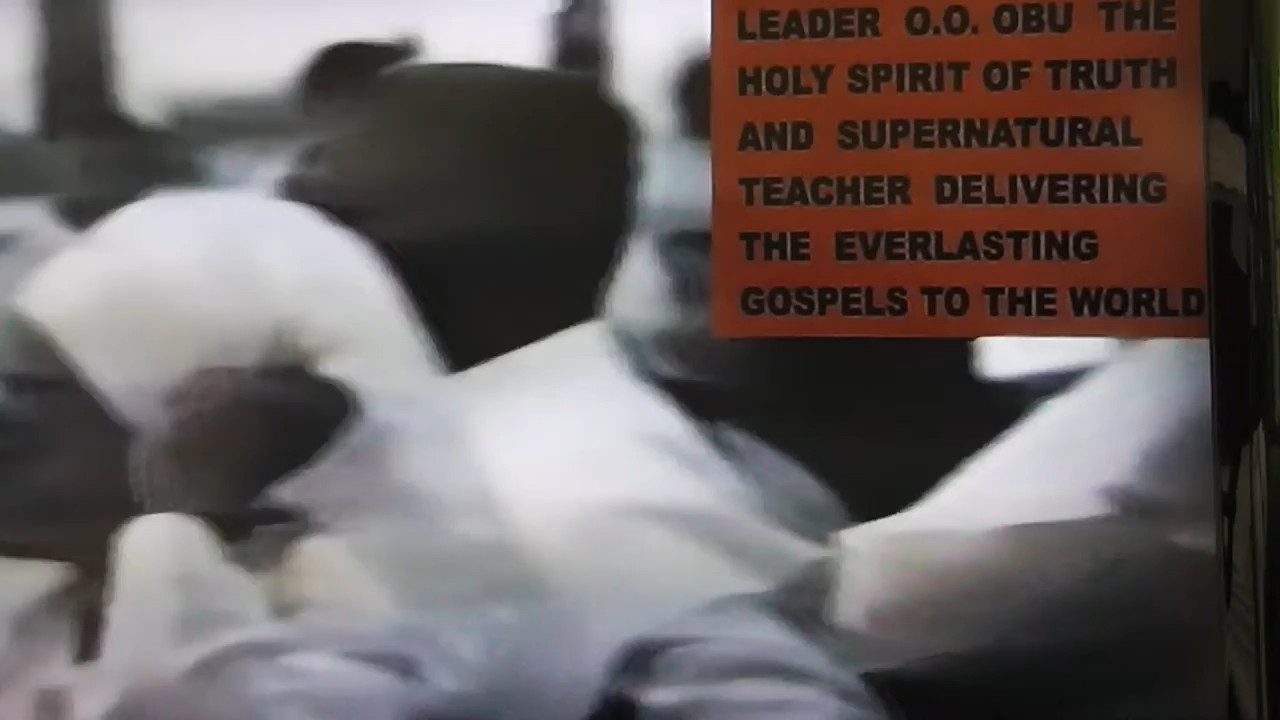 LEADER O.O. OBU THE
HOLY SPIRIT OF TRUTH
AND SUPERNATURAL
TEACHER DELIVERING
THE EVERLASTING
GOSPELS TO THE WORLD